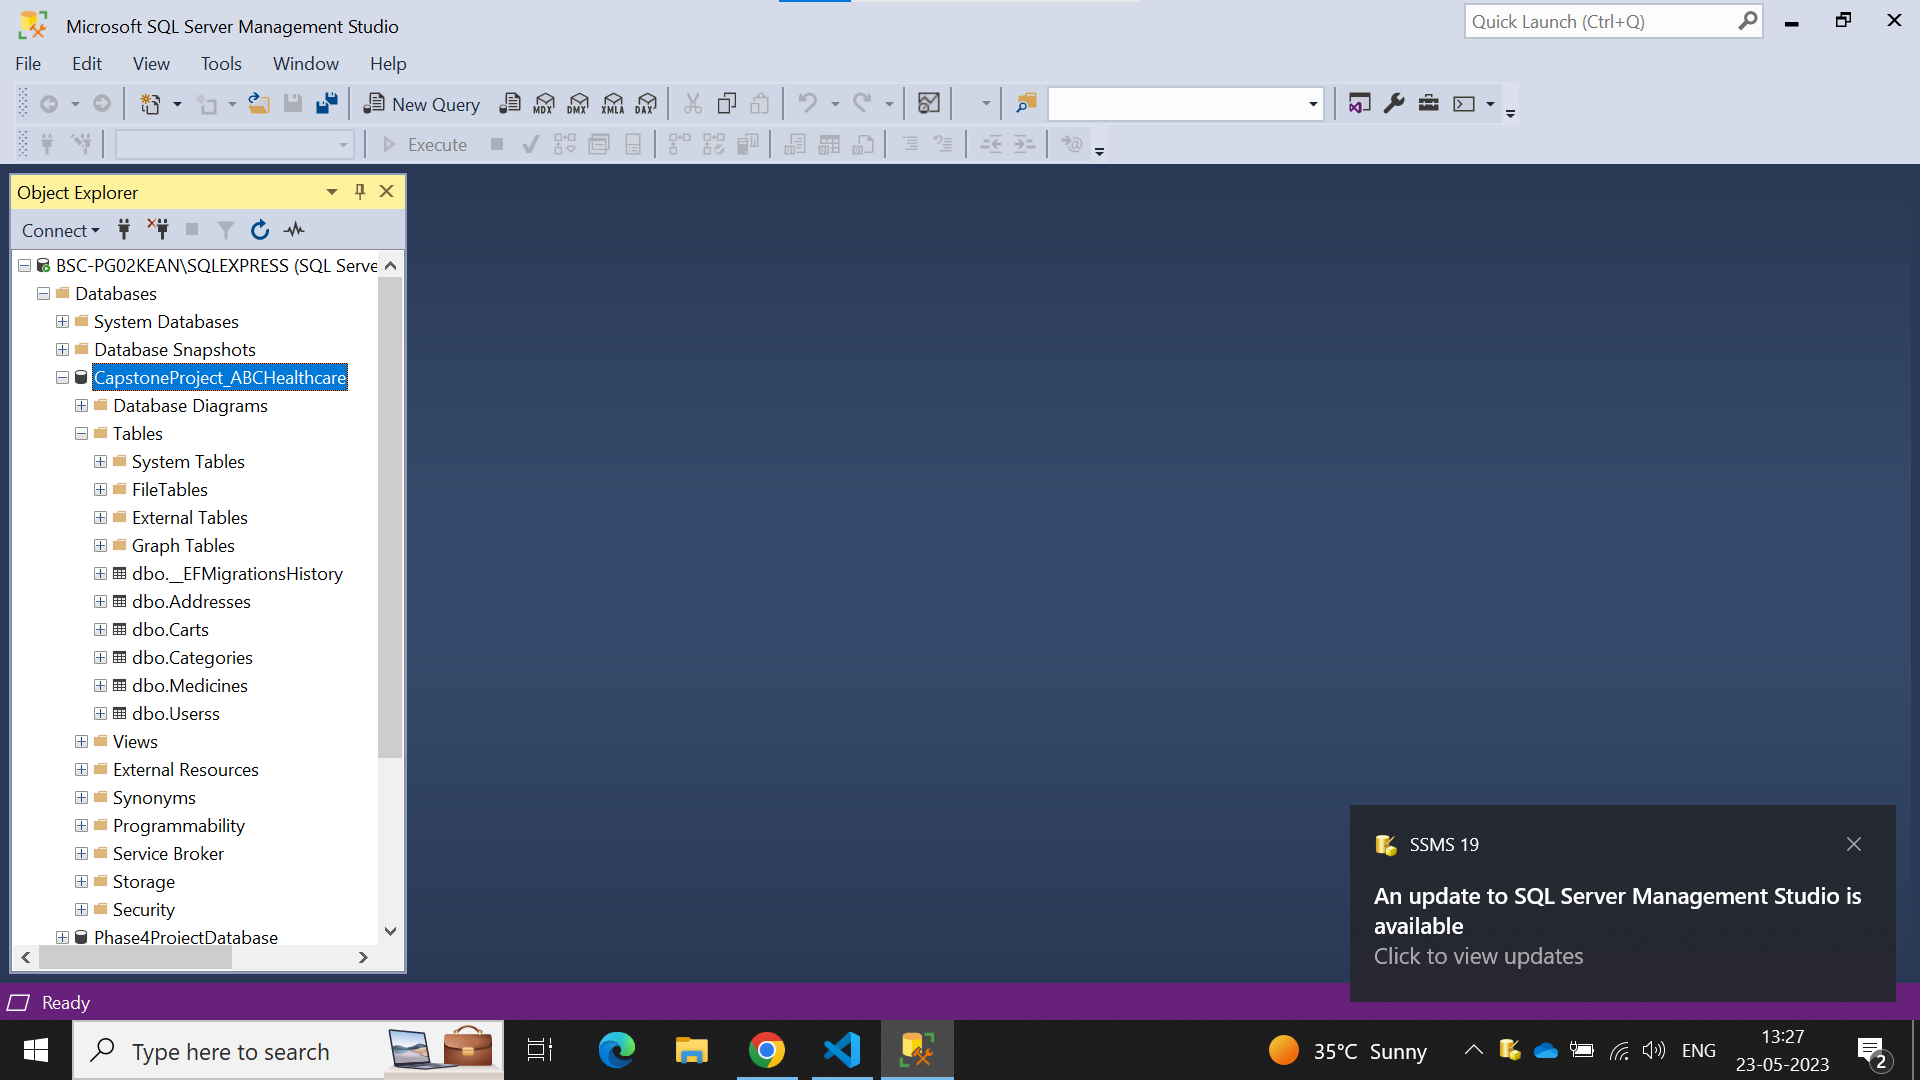 Microsoft SQL Server Management Studio
Quick Launch (Ctrl+Q)
File Edit View Tools Window Help
New Query MDX DMX XMLA DAX
Execute
Object Explorer
Connect
BSC-PG02KEAN\SQLEXPRESS (SQL Serve
Databases
System Databases
Database Snapshots
CapstoneProject_ABCHealthcare
Database Diagrams
Tables
System Tables
FileTables
External Tables
Graph Tables
dbo.__EFMigrationsHistory
dbo.Addresses
dbo.Carts
dbo.Categories
dbo.Medicines
dbo.Userss
Views
External Resources
Synonyms
Programmability
Service Broker
Storage
Security
Phase4ProjectDatabase
SSMS 19
An update to SQL Server Management Studio is
available
Click to view updates
Ready
Type here to search
35°C Sunny
ENG
13:27
23-05-2023
2